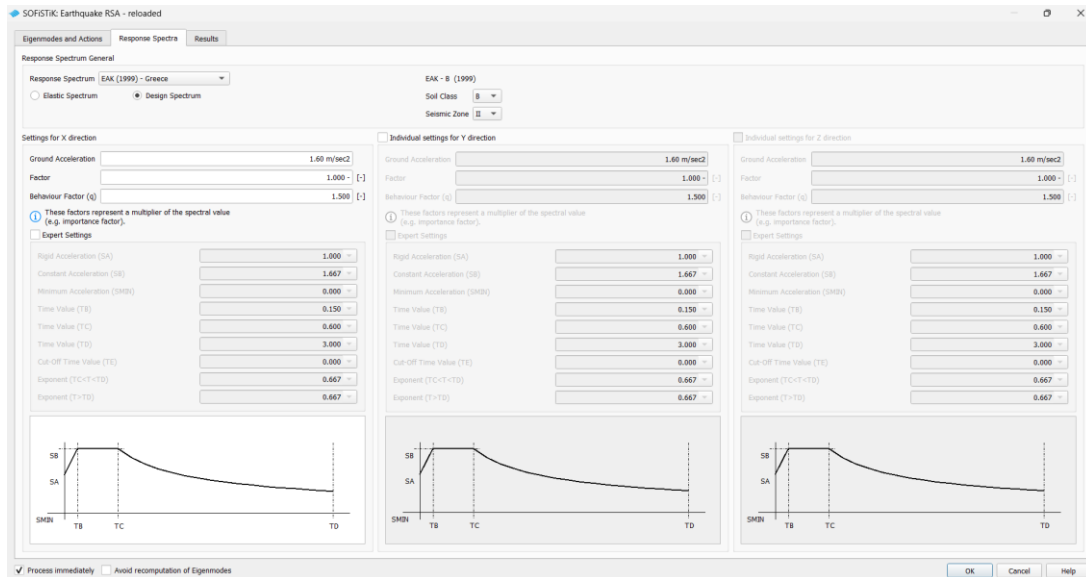 SOFiSTiK: Earthquake RSA - reloaded
Eigenmodes and Actions Response Spectra Results
Response Spectrum General
Response Spectrum EAK (1999) - Greece EAK - B (1999)
Elastic Spectrum Design Spectrum Soil Class B
Seismic Zone II
Settings for X direction
Ground Acceleration 1.60 m/sec2
Factor 1.000 - [-]
Behaviour Factor (q) 1.500 [-]
These factors represent a multiplier of the spectral value
(e.g. importance factor).
Expert Settings
Rigid Acceleration (SA) 1.000
Constant Acceleration (SB) 1.667
Minimum Acceleration (SMIN) 0.000
Time Value (TB) 0.150
Time Value (TC) 0.600
Time Value (TD) 3.000
Cut-Off Time Value (TE) 0.000
Exponent (TC<T<TD) 0.667
Exponent (T>TD) 0.667
SB
SA
SMIN
TB TC TD
Individual settings for Y direction
Ground Acceleration 1.60 m/sec2
Factor 1.000 - [-]
Behaviour Factor (q) 1.500 [-]
These factors represent a multiplier of the spectral value
(e.g. importance factor).
Expert Settings
Rigid Acceleration (SA) 1.000
Constant Acceleration (SB) 1.667
Minimum Acceleration (SMIN) 0.000
Time Value (TB) 0.150
Time Value (TC) 0.600
Time Value (TD) 3.000
Cut-Off Time Value (TE) 0.000
Exponent (TC<T<TD) 0.667
Exponent (T>TD) 0.667
SB
SA
SMIN
TB TC TD
Individual settings for Z direction
Ground Acceleration 1.60 m/sec2
Factor 1.000 - [-]
Behaviour Factor (q) 1.500 [-]
These factors represent a multiplier of the spectral value
(e.g. importance factor).
Expert Settings
Rigid Acceleration (SA) 1.000
Constant Acceleration (SB) 1.667
Minimum Acceleration (SMIN) 0.000
Time Value (TB) 0.150
Time Value (TC) 0.600
Time Value (TD) 3.000
Cut-Off Time Value (TE) 0.000
Exponent (TC<T<TD) 0.667
Exponent (T>TD) 0.667
SB
SA
SMIN
TB TC TD
Process immediately Avoid recomputation of Eigenmodes OK Cancel Help